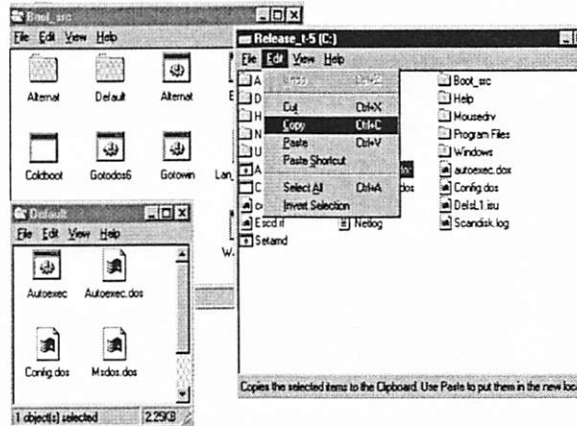 Boot_src
File Edit View Help
Alternat Default Alternat
Coldboot Gotodos6 Gotown
Default
File Edit View Help
Autoexec Autoexec.dos
Config.dos Msdos.dos
1 object(s) selected 2.25KB
Release_t-5 (C:)
File Edit View Help
Undo Ctrl+Z
Cut Ctrl+X
Copy Ctrl+C
Paste Ctrl+V
Paste Shortcut
Select All Ctrl+A
Invert Selection
A
D
H
N
U
A
C
Setamd
Netlog
Boot_src
Help
Mousedrv
Program Files
Windows
autoexec.dox
Config.dos
DelsL1.isu
Scandisk.log
Copies the selected items to the Clipboard. Use Paste to put them in the new loc